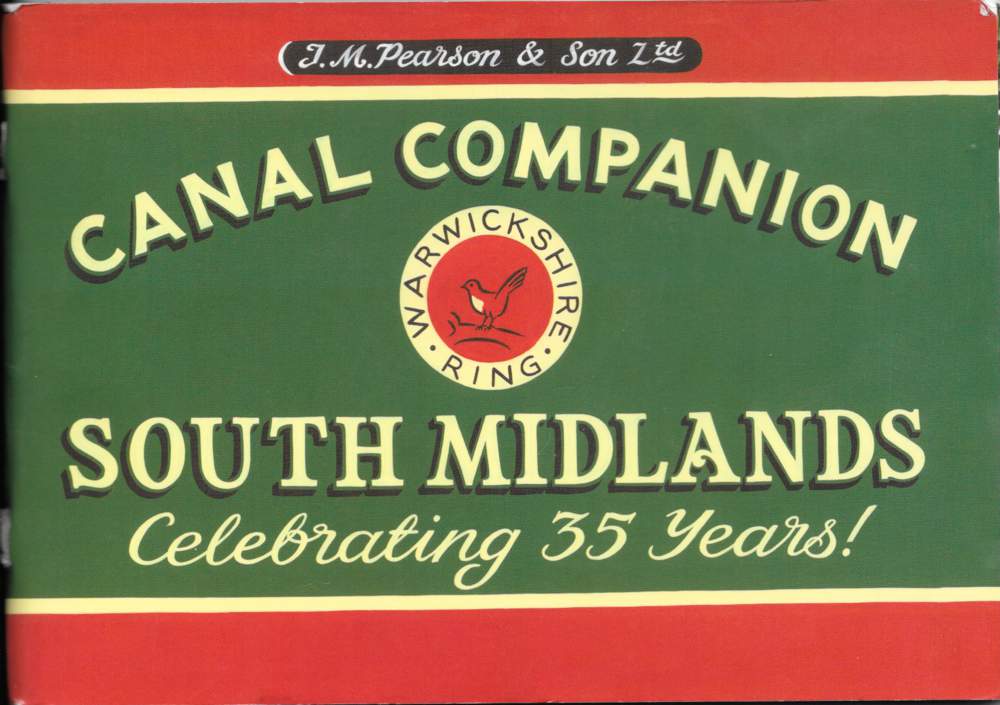 J.M.Pearson & Son Ltd
CANAL COMPANION
WARWICKSHIRE
· RING ·
SOUTH MIDLANDS
Celebrating 35 Years!